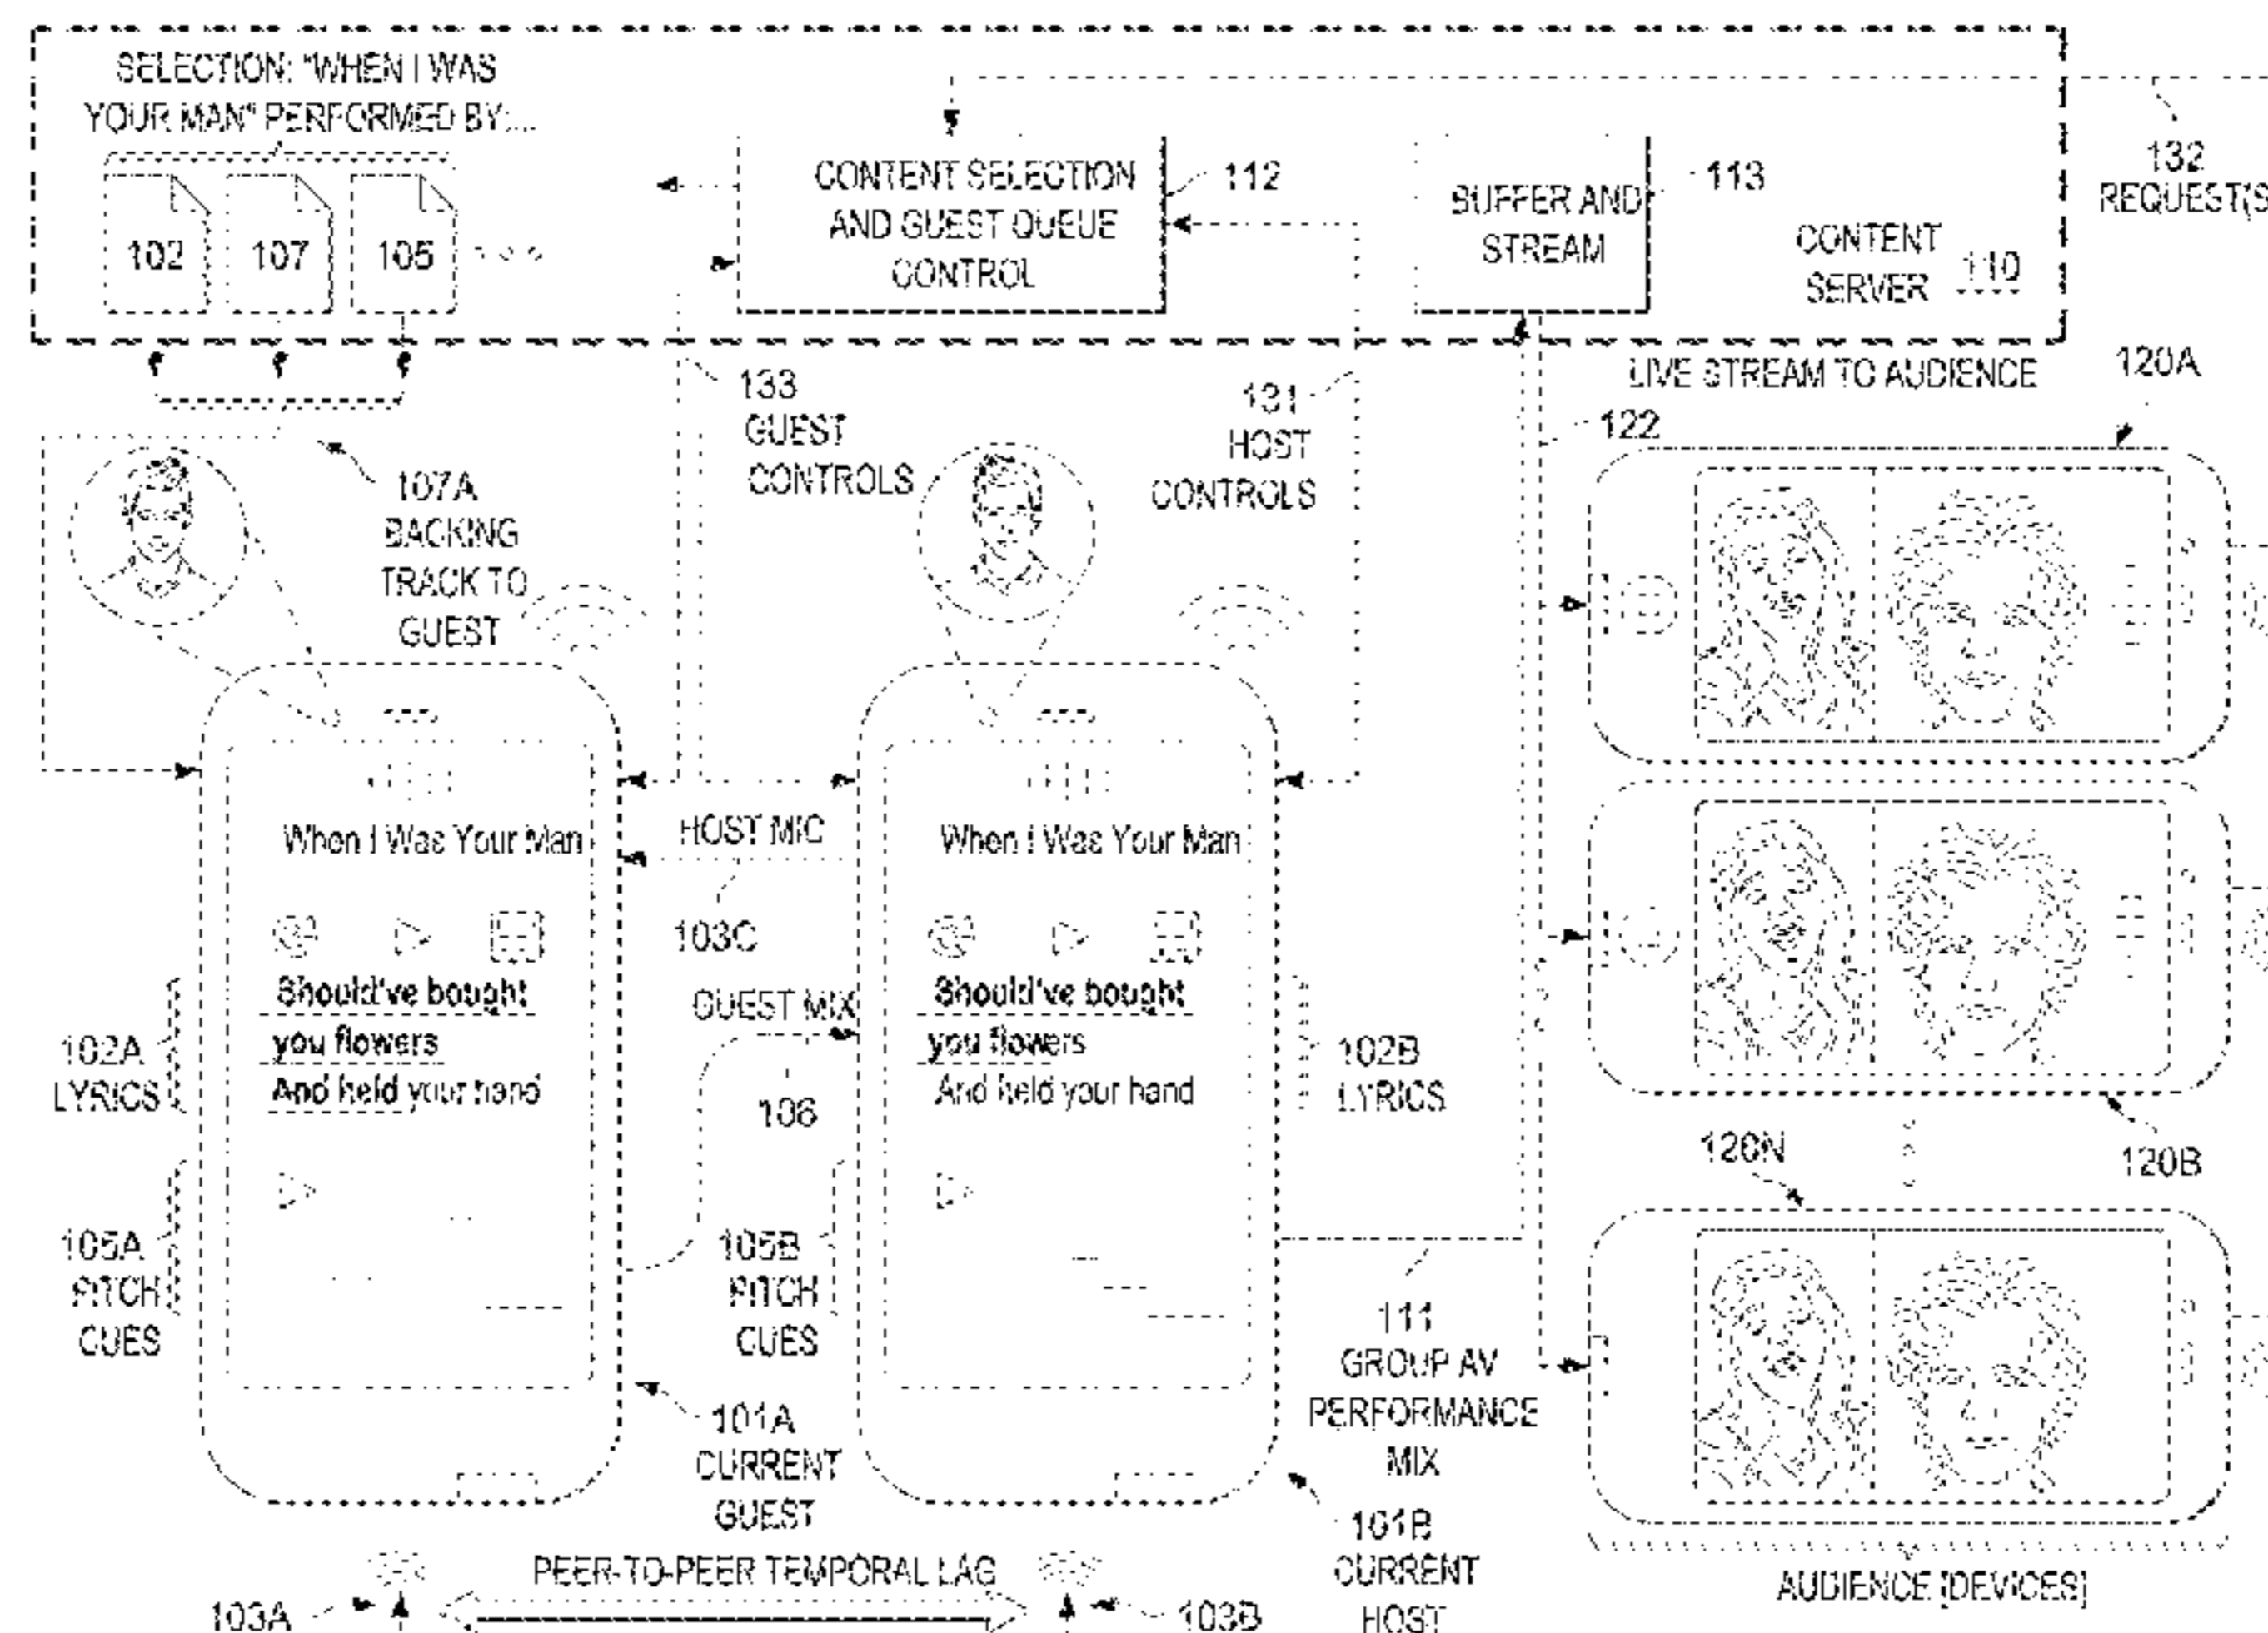 SELECTION: "WHEN I WAS
YOUR MAN" PERFORMED BY:...
102
107
105
CONTENT SELECTION
AND GUEST QUEUE
CONTROL
112
BUFFER AND
STREAM
113
CONTENT
SERVER 110
132
REQUEST(S
133
GUEST
CONTROLS
131
HOST
CONTROLS
LIVE STREAM TO AUDIENCE
120A
122
107A
BACKING
TRACK TO
GUEST
When I Was Your Man
HOST MIC
When I Was Your Man
103C
Should've bought
you flowers
And held your hand
GUEST MIX
Should've bought
you flowers
And held your hand
102A
LYRICS
106
102B
LYRICS
120N
120B
105A
PITCH
CUES
105B
PITCH
CUES
111
GROUP AV
PERFORMANCE
MIX
101A
CURRENT
GUEST
101B
CURRENT
HOST
PEER-TO-PEER TEMPORAL LAG
AUDIENCE [DEVICES]
103A
103B